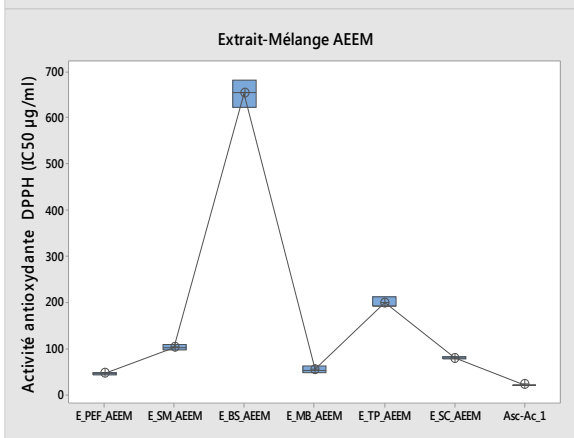 Extrait-Mélange AEEM
Activité antioxydante DPPH (IC50 µg/ml)
700
600
500
400
300
200
100
0
E_PEF_AEEM E_SM_AEEM E_BS_AEEM E_MB_AEEM E_TP_AEEM E_SC_AEEM Asc-Ac_1